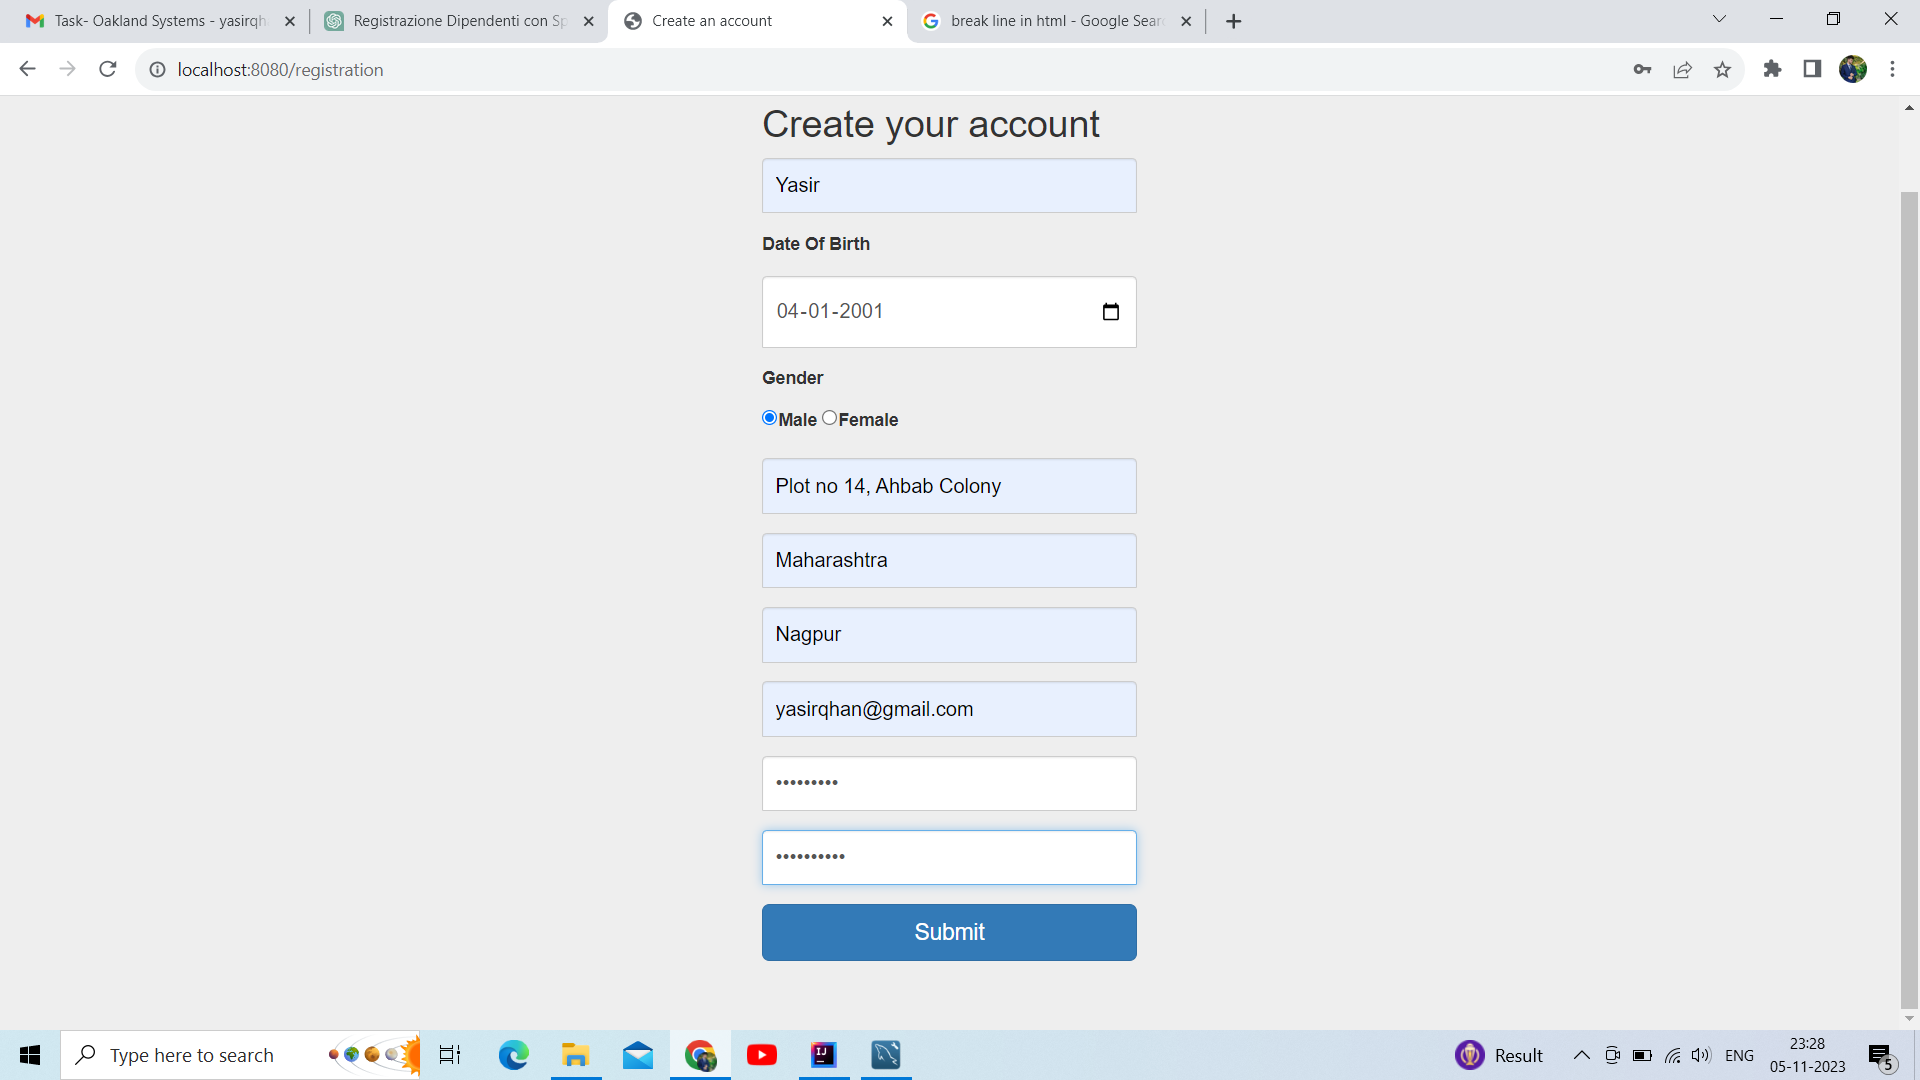 Task- Oakland Systems - yasirqh
Registrazione Dipendenti con Sp
Create an account
break line in html - Google Sear
localhost:8080/registration
Create your account
Yasir
Date Of Birth
04-01-2001
Gender
Male Female
Plot no 14, Ahbab Colony
Maharashtra
Nagpur
yasirqhan@gmail.com
•••••••••
••••••••••
Submit
Type here to search
IJ
Result
ENG
23:28
05-11-2023
5